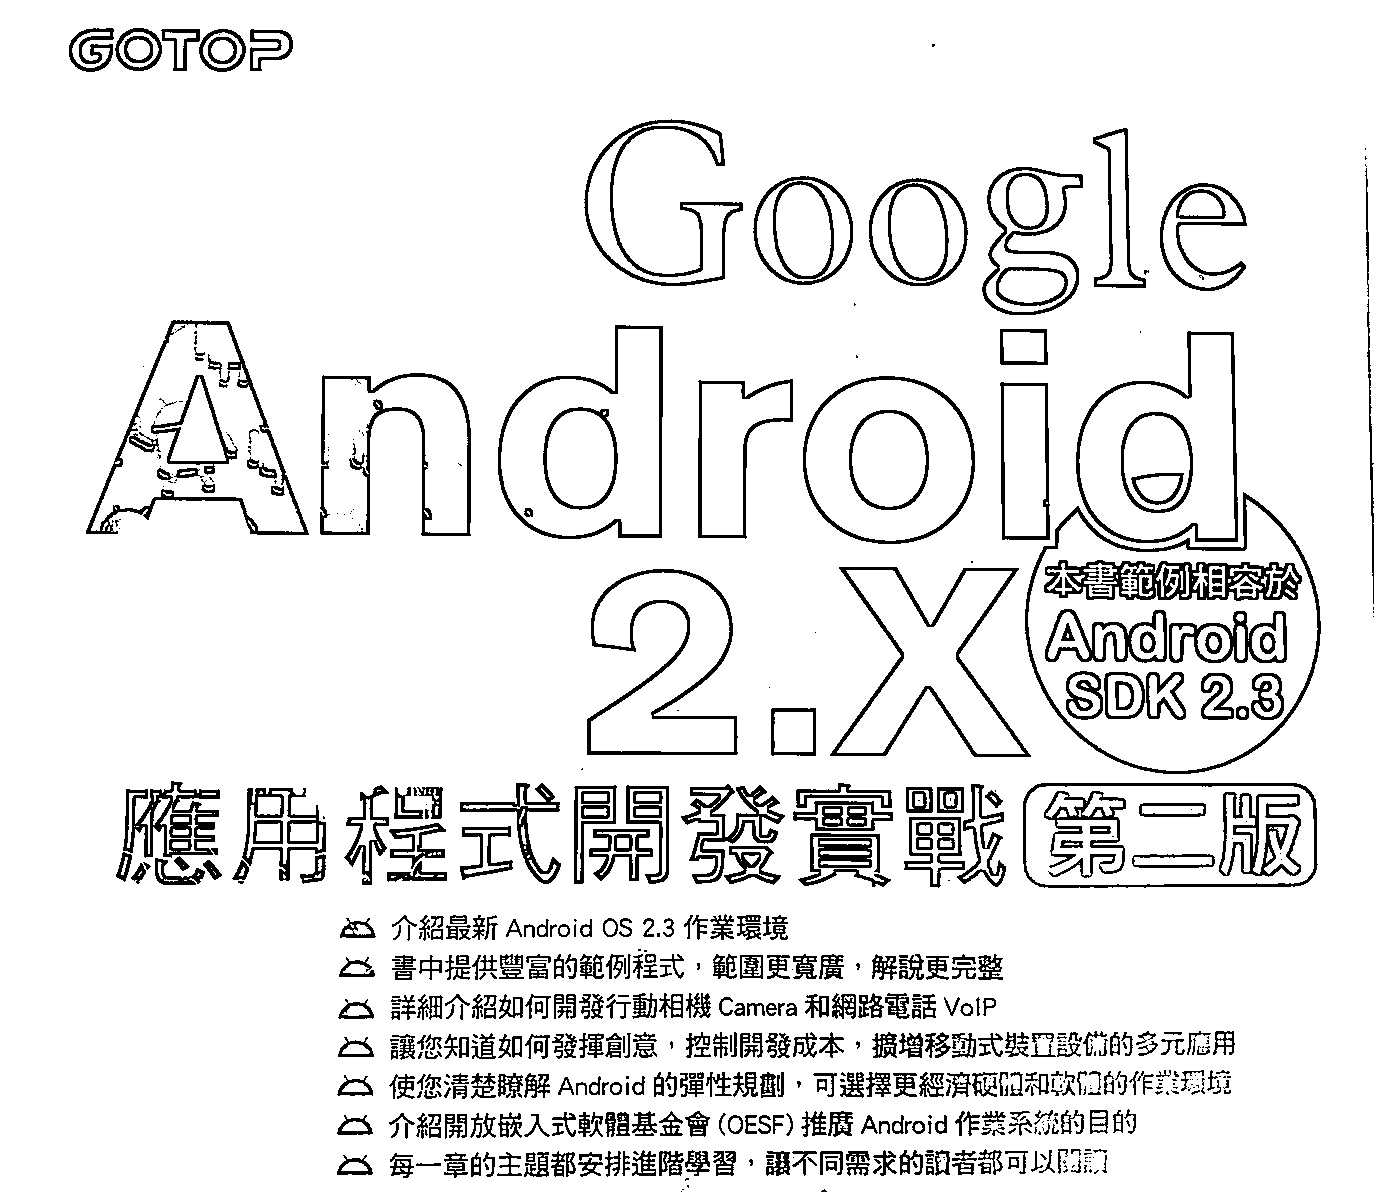 GOTOP
Google
Android
2.X
本書範例相容於
Android
SDK 2.3
應用程式開發實戰 第二版
介紹最新 Android OS 2.3 作業環境
書中提供豐富的範例程式，範圍更寬廣，解說更完整
詳細介紹如何開發行動相機 Camera 和網路電話 VoIP
讓您知道如何發揮創意，控制開發成本，擴增移動式裝置設備的多元應用
使您清楚瞭解 Android 的彈性規劃，可選擇更經濟硬體和軟體的作業環境
介紹開放嵌入式軟體基金會 (OESF) 推廣 Android 作業系統的目的
每一章的主題都安排進階學習，讓不同需求的讀者都可以閱讀